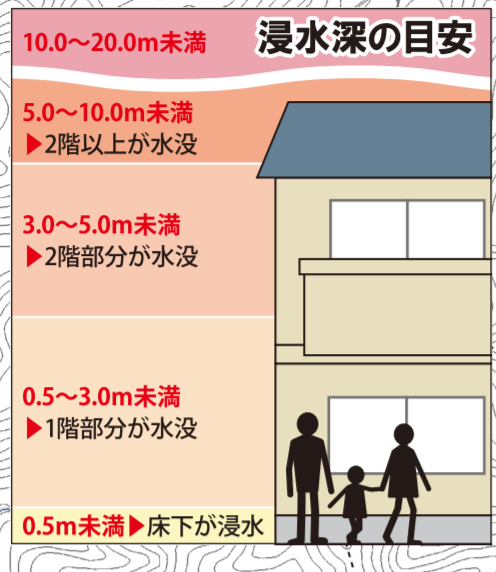 浸水深の目安
10.0～20.0m未満
5.0～10.0m未満
▶2階以上が水没
3.0～5.0m未満
▶2階部分が水没
0.5～3.0m未満
▶1階部分が水没
0.5m未満▶床下が浸水